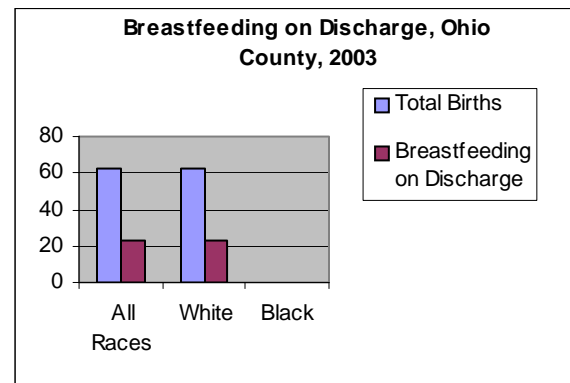 Breastfeeding on Discharge, Ohio
County, 2003
Total Births
Breastfeeding
on Discharge
80
60
40
20
0
All
Races
White
Black